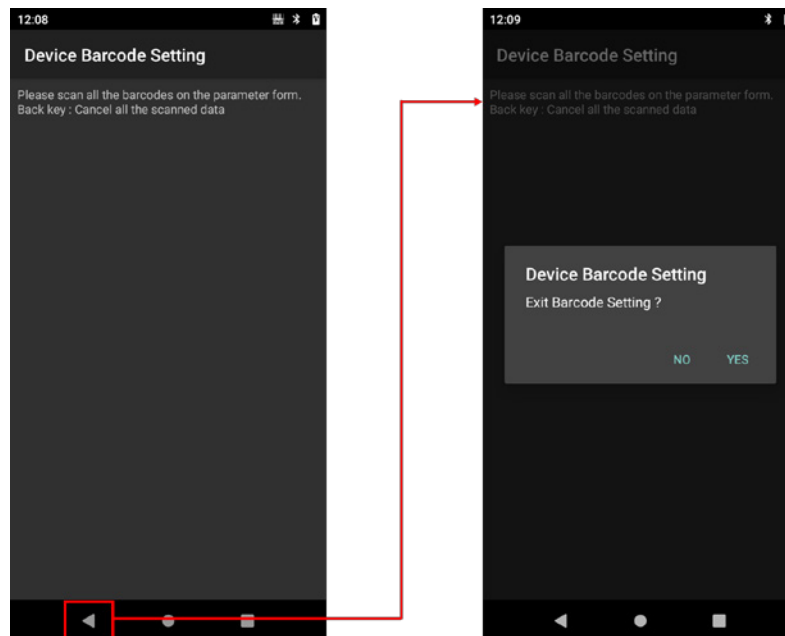 12:08
Device Barcode Setting
Please scan all the barcodes on the parameter form.
Back key : Cancel all the scanned data
12:09
Device Barcode Setting
Please scan all the barcodes on the parameter form.
Back key : Cancel all the scanned data
Device Barcode Setting
Exit Barcode Setting ?
NO YES